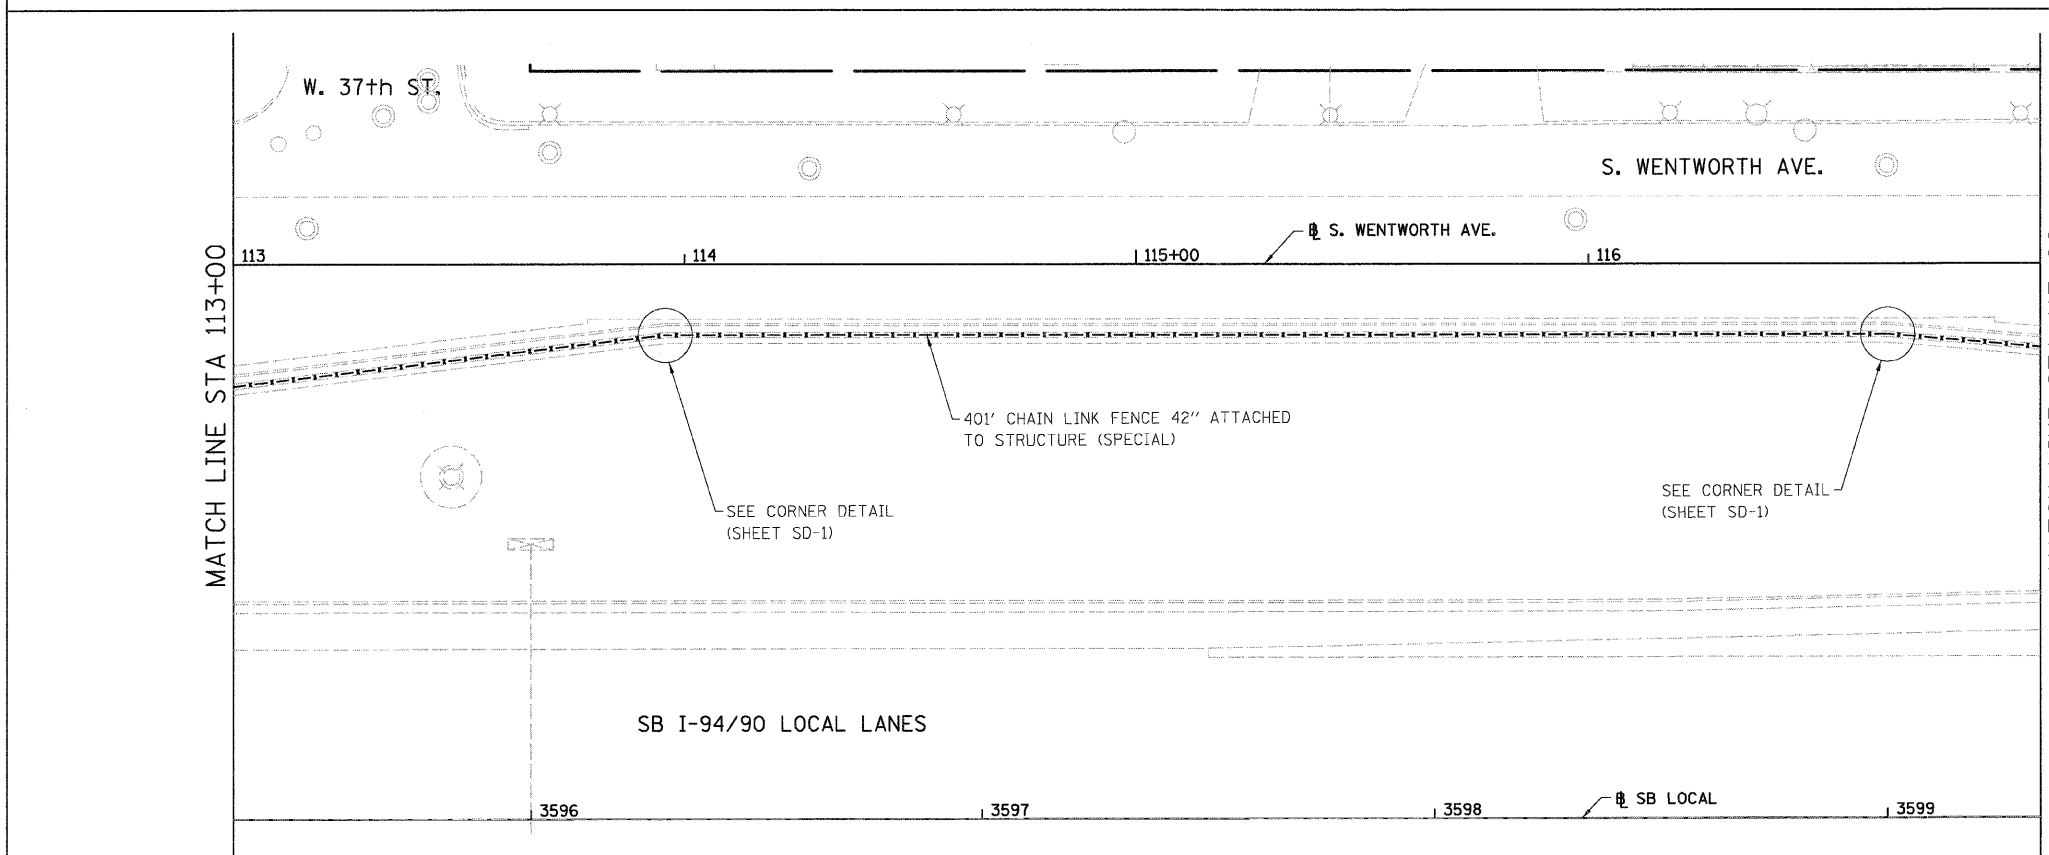 W. 37th ST.
S. WENTWORTH AVE.
℄ S. WENTWORTH AVE.
113
114
115+00
116
MATCH LINE STA 113+00
401' CHAIN LINK FENCE 42" ATTACHED
TO STRUCTURE (SPECIAL)
SEE CORNER DETAIL
(SHEET SD-1)
SEE CORNER DETAIL
(SHEET SD-1)
SB I-94/90 LOCAL LANES
℄ SB LOCAL
3596
3597
3598
3599